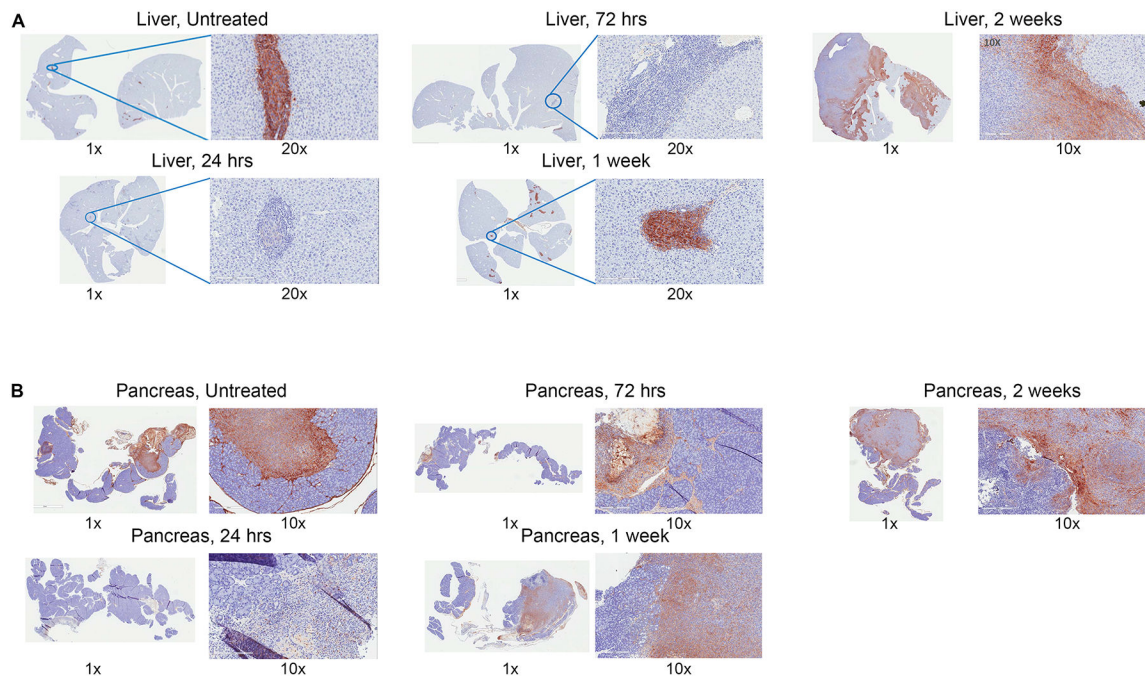 A
Liver, Untreated
1x
20x
Liver, 72 hrs
1x
20x
Liver, 2 weeks
10X
1x
10x
Liver, 24 hrs
1x
20x
Liver, 1 week
1x
20x
B
Pancreas, Untreated
1x
10x
Pancreas, 72 hrs
1x
10x
Pancreas, 2 weeks
1x
10x
Pancreas, 24 hrs
1x
10x
Pancreas, 1 week
1x
10x